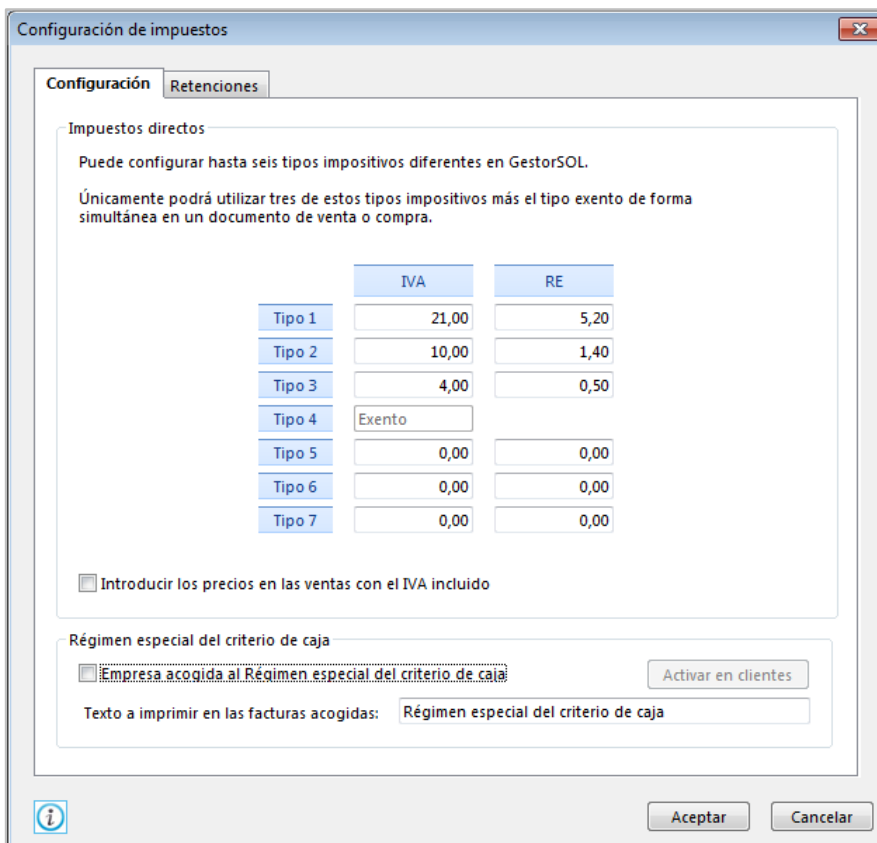 Configuración de impuestos
Configuración Retenciones
Impuestos directos
Puede configurar hasta seis tipos impositivos diferentes en GestorSOL.
Únicamente podrá utilizar tres de estos tipos impositivos más el tipo exento de forma
simultánea en un documento de venta o compra.
IVA RE
Tipo 1 21,00 5,20
Tipo 2 10,00 1,40
Tipo 3 4,00 0,50
Tipo 4 Exento
Tipo 5 0,00 0,00
Tipo 6 0,00 0,00
Tipo 7 0,00 0,00
Introducir los precios en las ventas con el IVA incluido
Régimen especial del criterio de caja
Empresa acogida al Régimen especial del criterio de caja Activar en clientes
Texto a imprimir en las facturas acogidas: Régimen especial del criterio de caja
Aceptar Cancelar